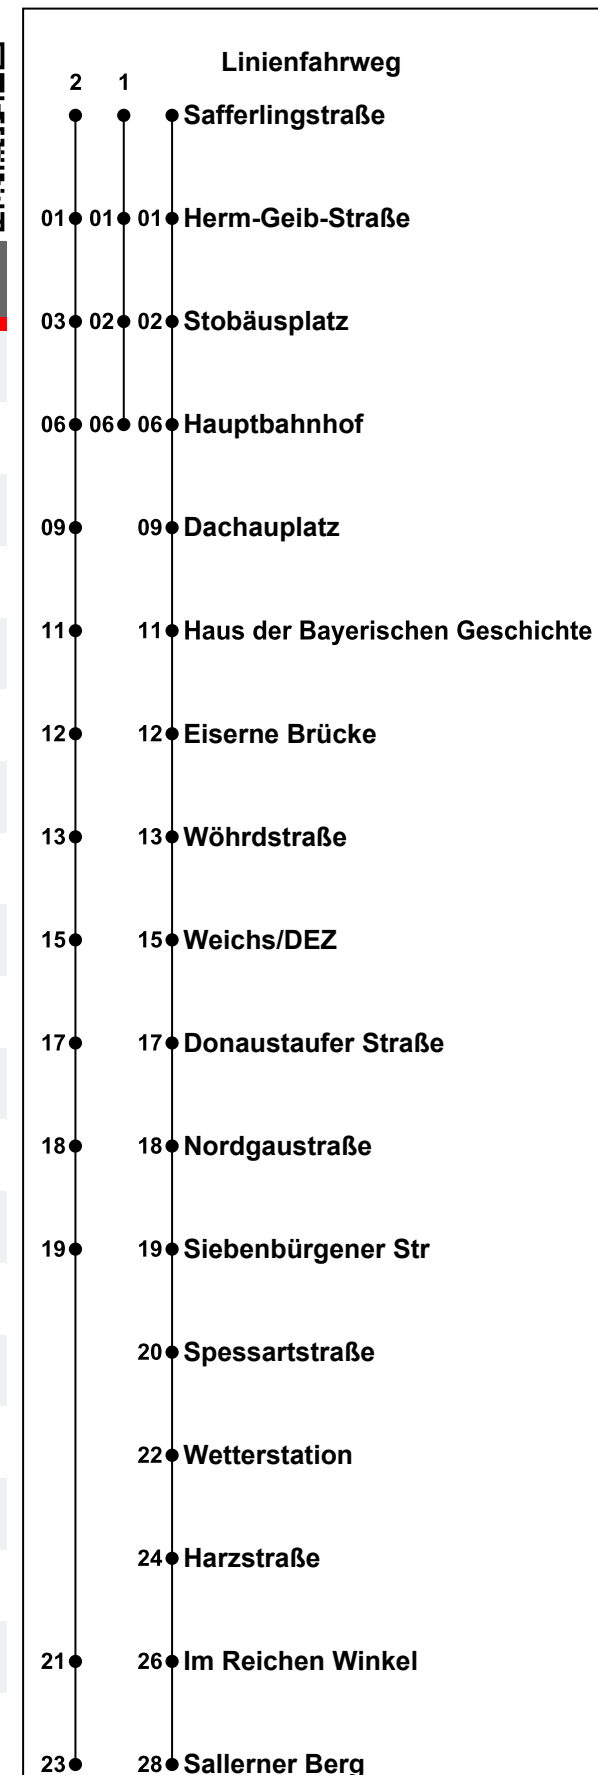 Linienfahrweg
2 1
Safferlingstraße
01 01 01 Herm-Geib-Straße
03 02 02 Stobäusplatz
06 06 06 Hauptbahnhof
09 09 Dachauplatz
11 11 Haus der Bayerischen Geschichte
12 12 Eiserne Brücke
13 13 Wöhrdstraße
15 15 Weichs/DEZ
17 17 Donaustaufer Straße
18 18 Nordgaustraße
19 19 Siebenbürgener Str
20 Spessartstraße
22 Wetterstation
24 Harzstraße
21 26 Im Reichen Winkel
23 28 Sallerner Berg